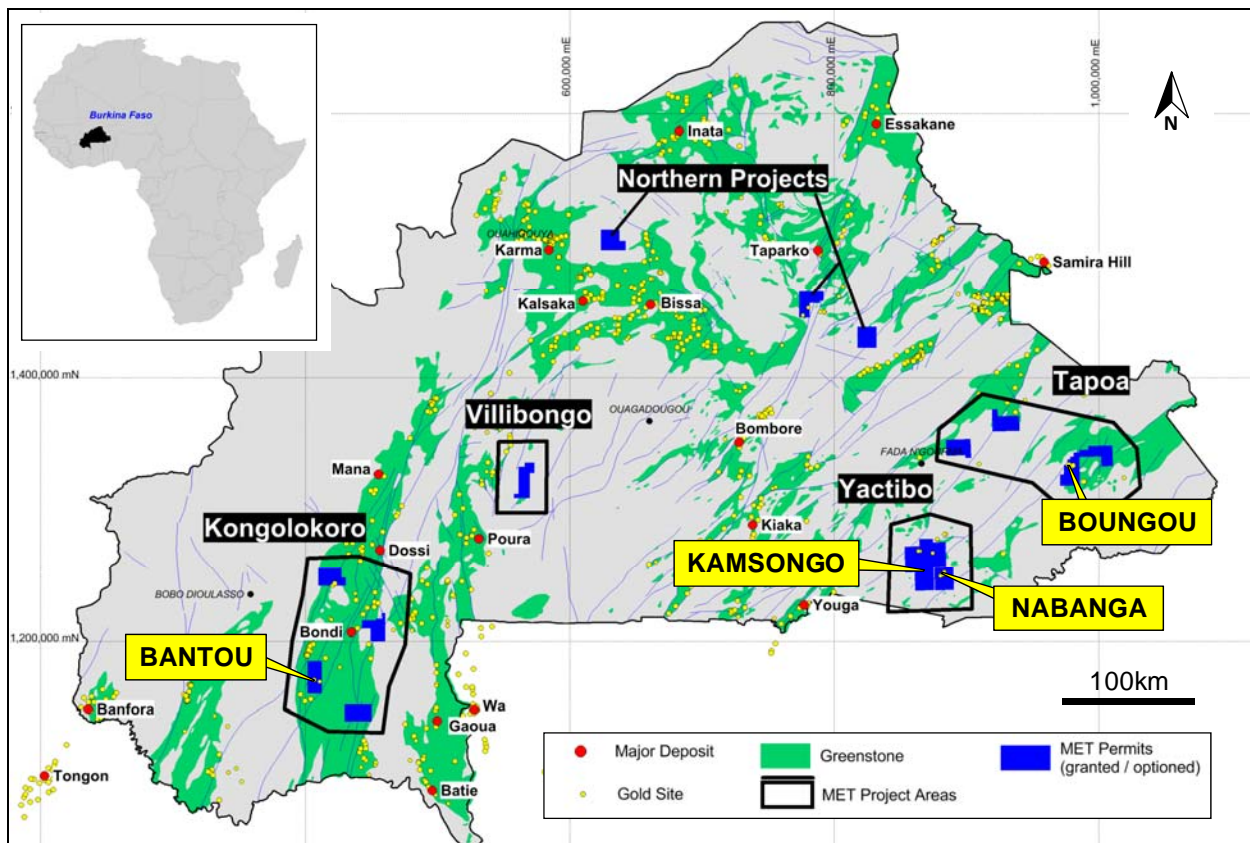 Burkina Faso
600,000 mE
800,000 mE
1,000,000 mE
N
Inata
Essakane
Northern Projects
OUAHIGOUYA
Karma
Taparko
Samira Hill
Kalsaka
Bissa
1,400,000 mN
Tapoa
Villibongo
OUAGADOUGOU
Bombore
FADA N'GOURMA
Mana
Yactibo
BOUNGOU
Kongolokoro
Kiaka
Poura
Dossi
KAMSONGO
BOBO DIOULASSO
NABANGA
Youga
Bondi
1,200,000 mN
BANTOU
100km
Banfora
Wa
Gaoua
Tongon
Batie
Major Deposit
Greenstone
MET Permits
(granted / optioned)
Gold Site
MET Project Areas